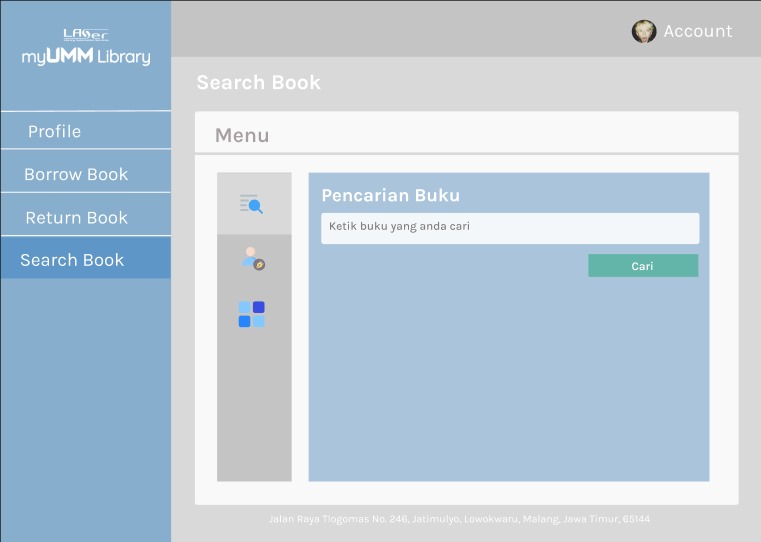 LASer
myUMM Library
Account
Search Book
Profile
Borrow Book
Return Book
Search Book
Menu
Pencarian Buku
Ketik buku yang anda cari
Cari
Jalan Raya Tlogomas No. 246, Jatimulyo, Lowokwaru, Malang, Jawa Timur, 65144